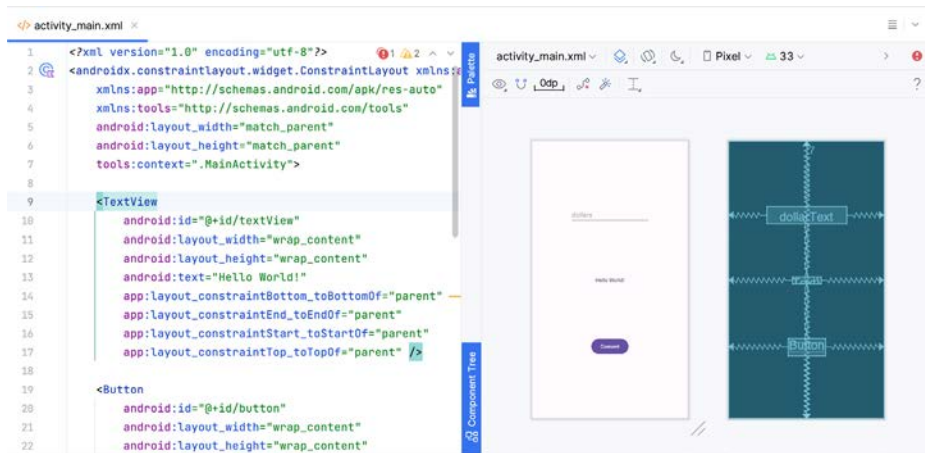 activity_main.xml
1 <?xml version="1.0" encoding="utf-8"?> 1 2
2 <androidx.constraintlayout.widget.ConstraintLayout xmlns:a
3 xmlns:app="http://schemas.android.com/apk/res-auto"
4 xmlns:tools="http://schemas.android.com/tools"
5 android:layout_width="match_parent"
6 android:layout_height="match_parent"
7 tools:context=".MainActivity">
8
9 <TextView
10 android:id="@+id/textView"
11 android:layout_width="wrap_content"
12 android:layout_height="wrap_content"
13 android:text="Hello World!"
14 app:layout_constraintBottom_toBottomOf="parent"
15 app:layout_constraintEnd_toEndOf="parent"
16 app:layout_constraintStart_toStartOf="parent"
17 app:layout_constraintTop_toTopOf="parent" />
18
19 <Button
20 android:id="@+id/button"
21 android:layout_width="wrap_content"
22 android:layout_height="wrap_content"
Palette
Component Tree
activity_main.xml Pixel 33
0dp ?
dollars
Hello World!
Convert
dollarText
Button